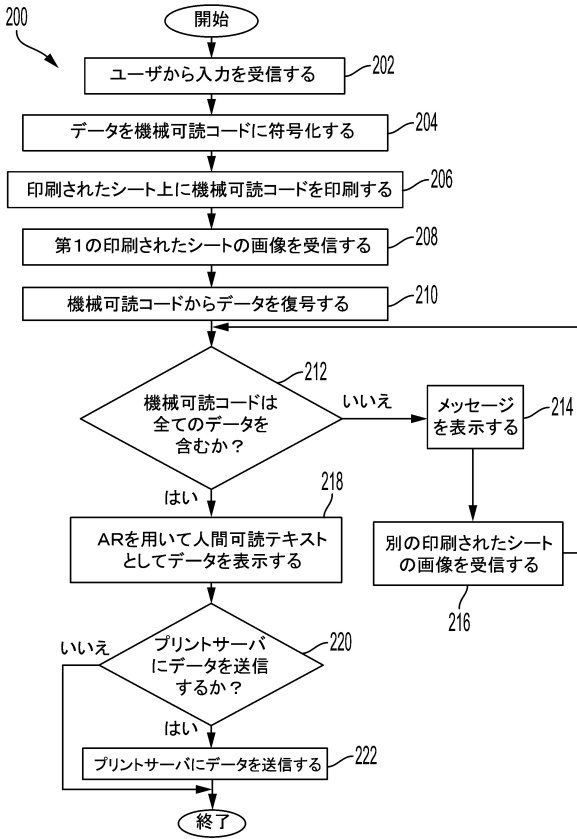 200
開始
ユーザから入力を受信する
202
データを機械可読コードに符号化する
204
印刷されたシート上に機械可読コードを印刷する
206
第1の印刷されたシートの画像を受信する
208
機械可読コードからデータを復号する
210
機械可読コードは
全てのデータを
含むか?
212
いいえ
メッセージ
を表示する
214
別の印刷されたシート
の画像を受信する
216
はい
ARを用いて人間可読テキスト
としてデータを表示する
218
プリントサーバ
にデータを送信
するか?
220
いいえ
はい
プリントサーバにデータを送信する
222
終了